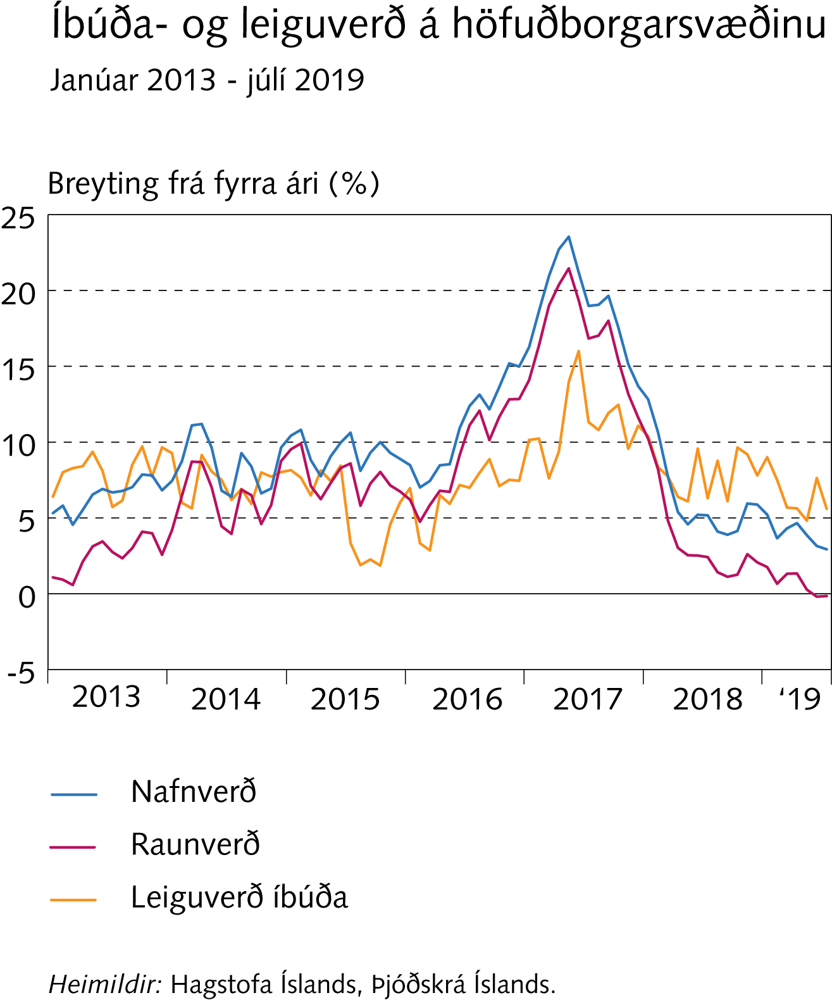 Íbúða- og leiguverð á höfuðborgarsvæðinu
Janúar 2013 - júlí 2019
Breyting frá fyrra ári (%)
25
20
15
10
5
0
-5
2013 2014 2015 2016 2017 2018 ‘19
Nafnverð
Raunverð
Leiguverð íbúða
Heimildir: Hagstofa Íslands, Þjóðskrá Íslands.